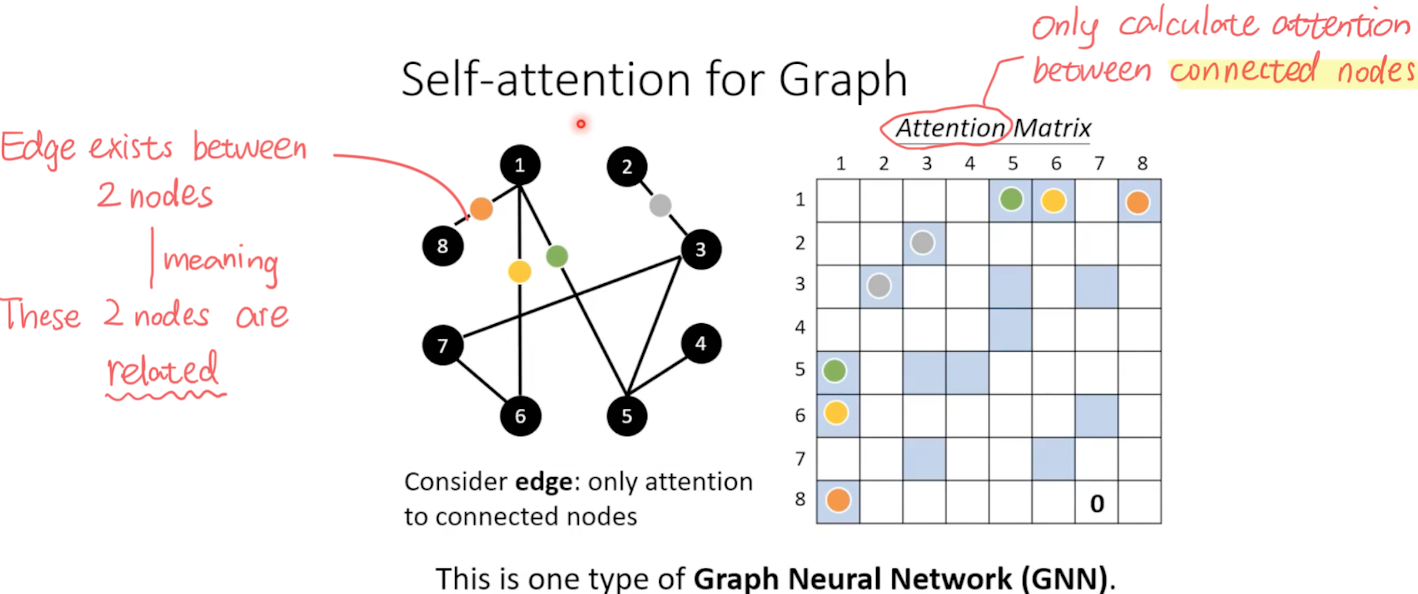 Only calculate attention
between connected nodes
Self-attention for Graph
Attention Matrix
Edge exists between
2 nodes
meaning
These 2 nodes are
related
1
2
8
3
7
4
6
5
1 2 3 4 5 6 7 8
1
2
3
4
5
6
7
8
0
Consider edge: only attention
to connected nodes
This is one type of Graph Neural Network (GNN).